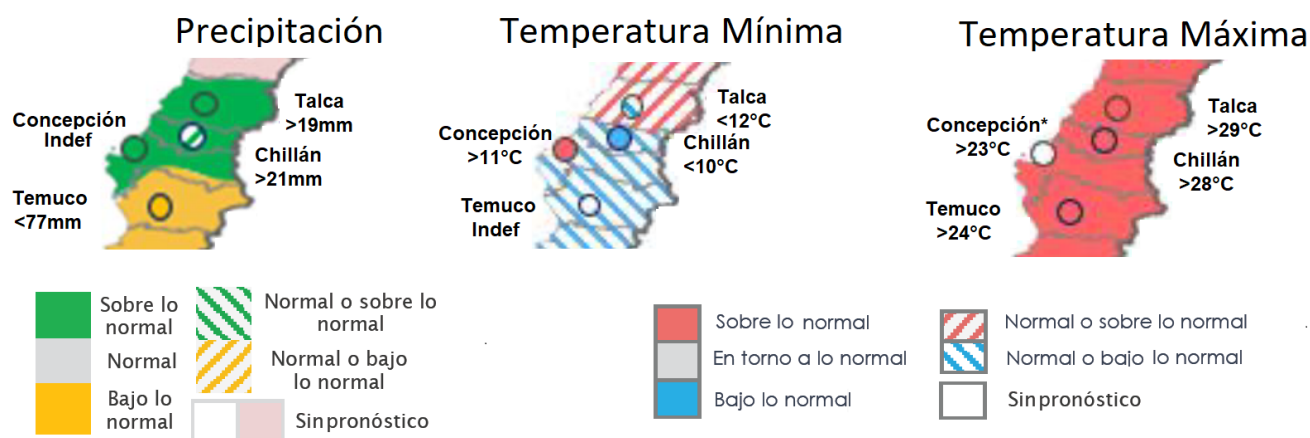 Precipitación
Temperatura Mínima
Temperatura Máxima
Concepción
Indef
Talca
>19mm
Chillán
>21mm
Temuco
<77mm
Talca
<12°C
Concepción
>11°C
Chillán
<10°C
Temuco
Indef
Talca
>29°C
Concepción*
>23°C
Chillán
>28°C
Temuco
>24°C
Sobre lo
normal
Normal
Bajo lo
normal
Normal o sobre lo
normal
Normal o bajo
lo normal
Sin pronóstico
Sobre lo normal
En torno a lo normal
Bajo lo normal
Normal o sobre lo normal
Normal o bajo lo normal
Sin pronóstico